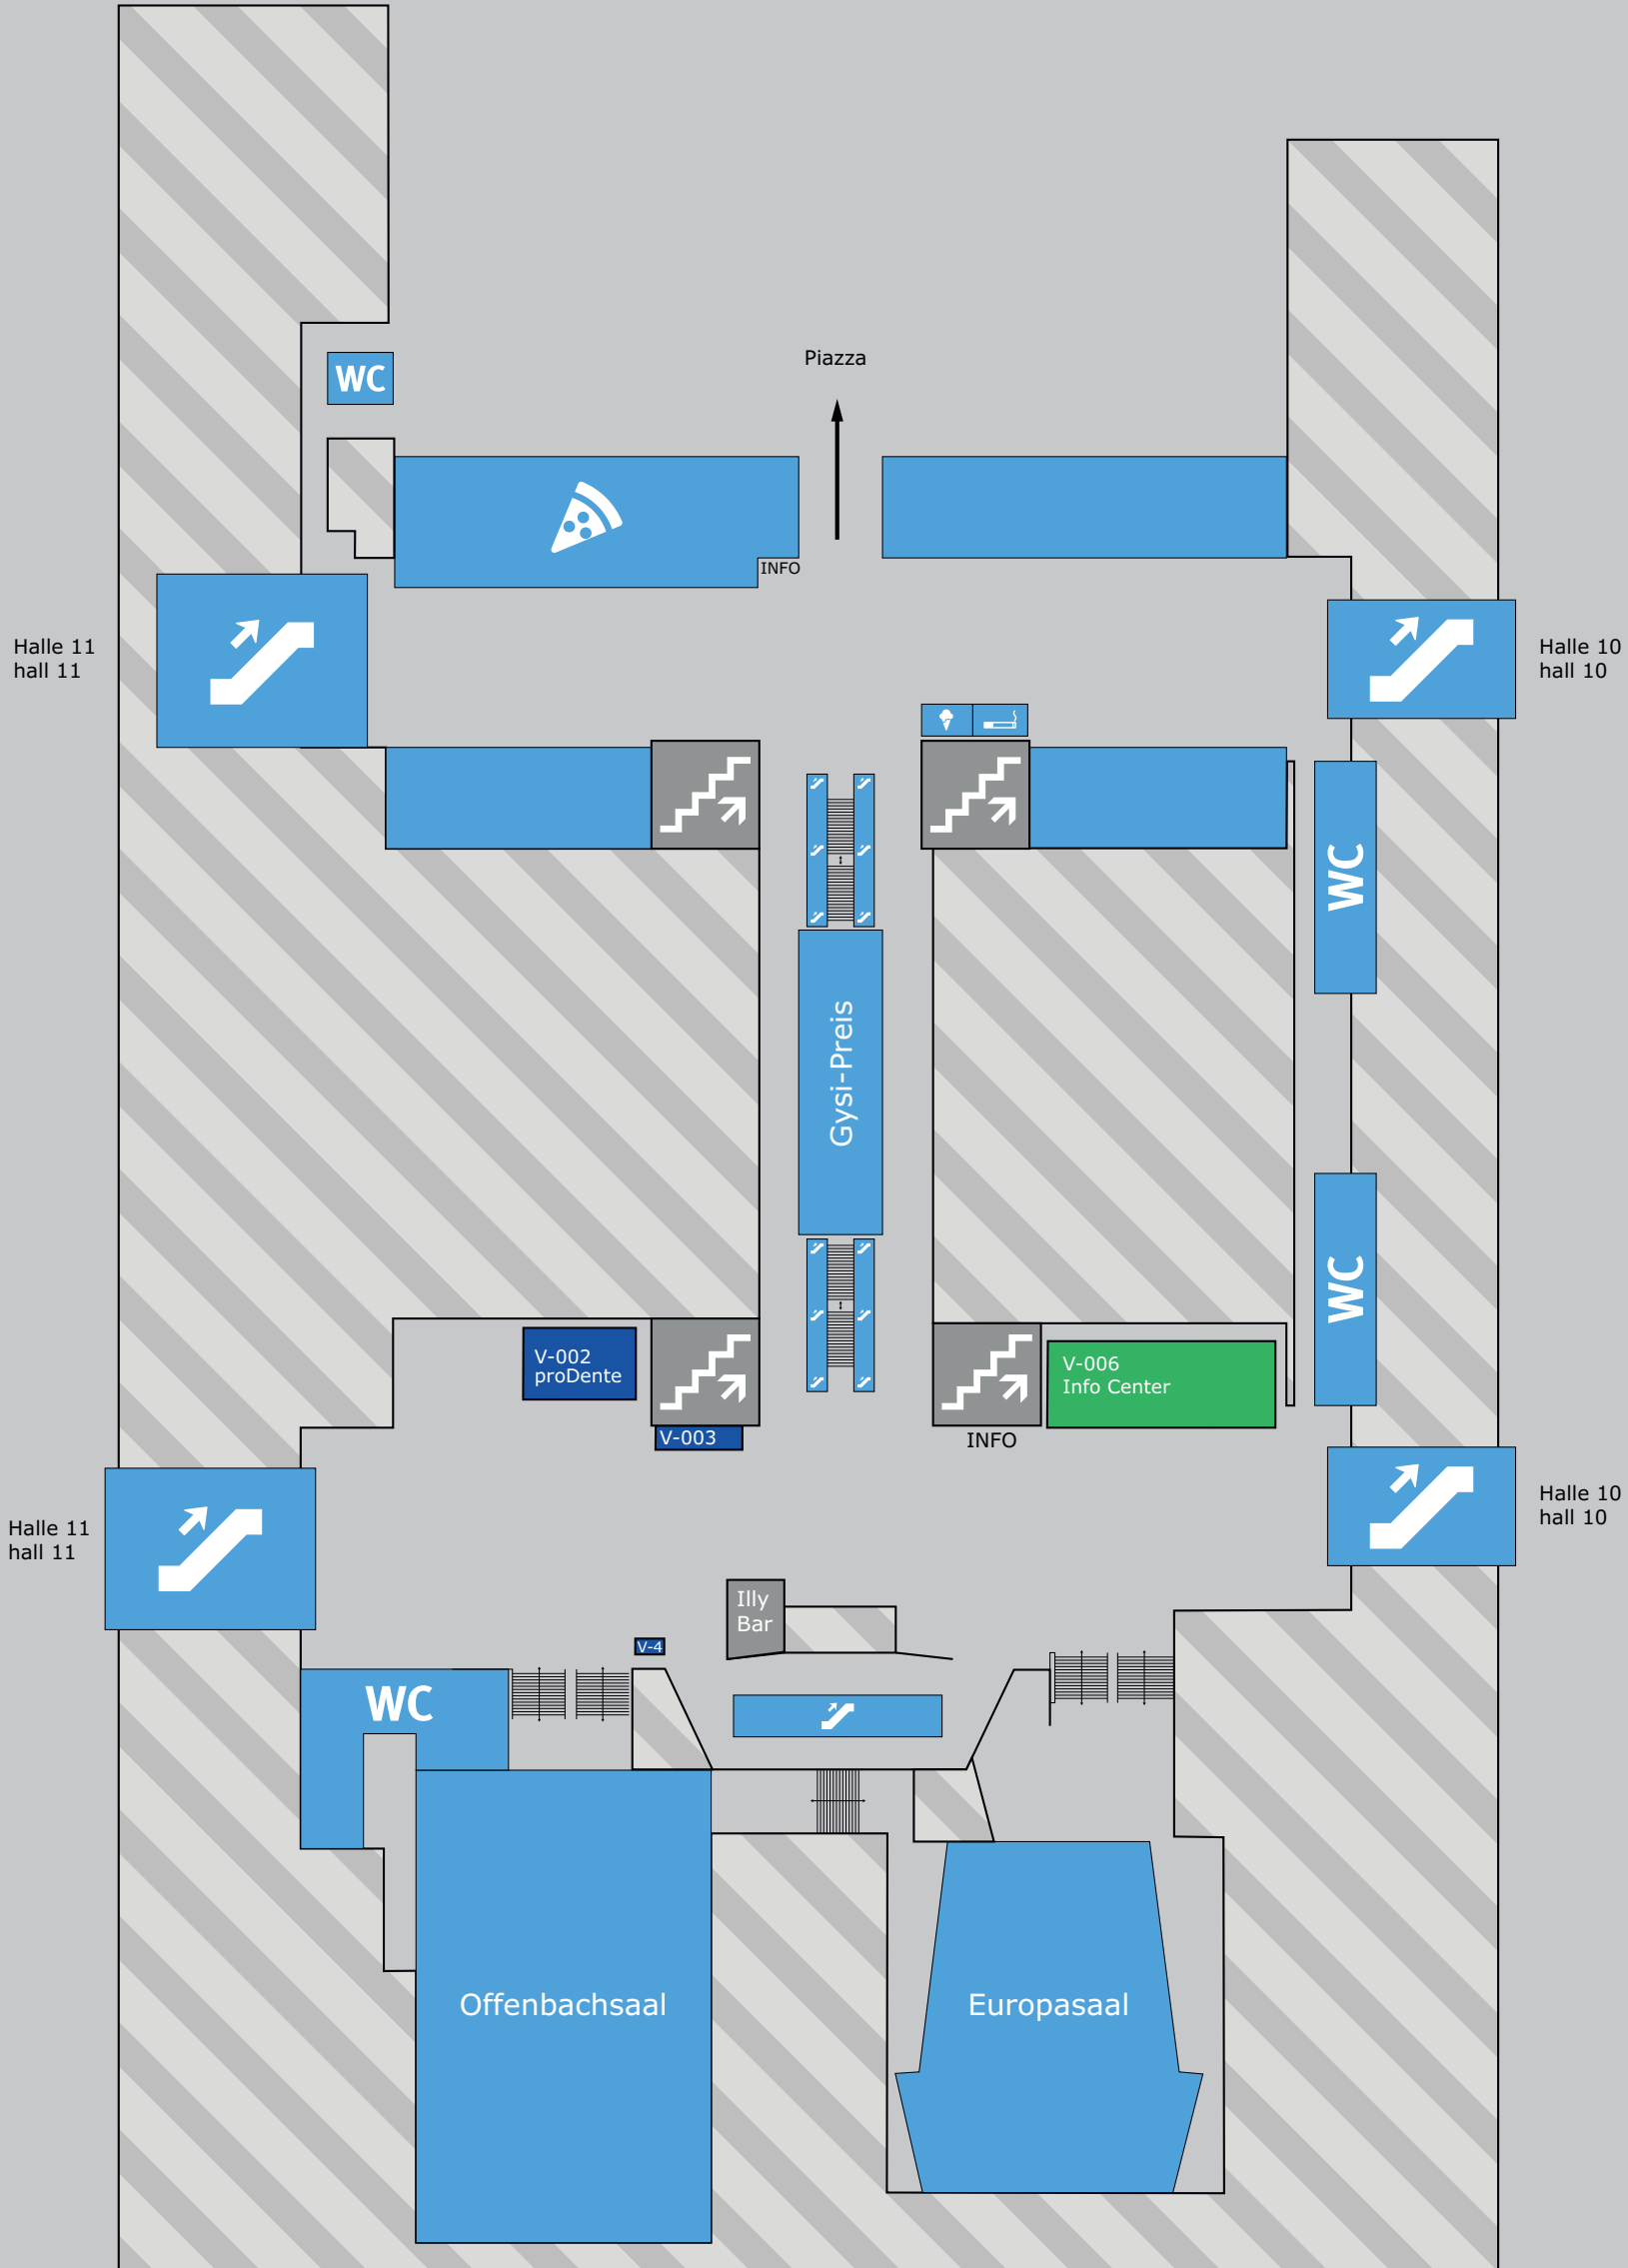 Piazza
WC
INFO
Halle 11
hall 11
Halle 10
hall 10
WC
Gysi-Preis
WC
V-002
proDente
V-006
Info Center
V-003
INFO
Halle 10
hall 10
Halle 11
hall 11
Illy
Bar
V-4
WC
Offenbachsaal
Europasaal